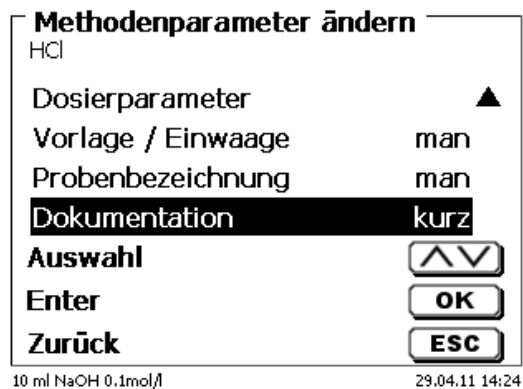 Methodenparameter ändern
HCl
Dosierparameter
Vorlage / Einwaage man
Probenbezeichnung man
Dokumentation kurz
Auswahl
Enter OK
Zurück ESC
10 ml NaOH 0.1mol/l 29.04.11 14:24